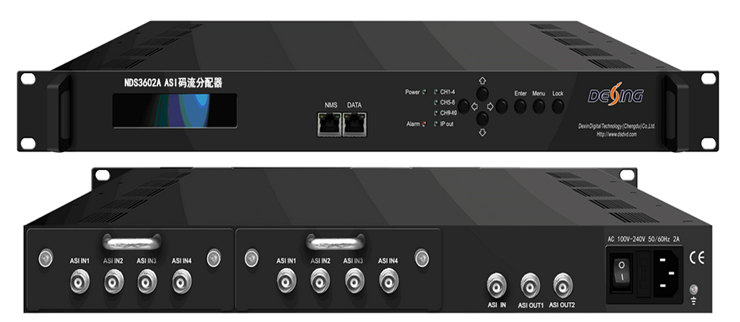 NDS3602A ASI码流分配器
NMS DATA
Power CH1-4
CH5-8
CH9-10
Alarm IP out
Enter Menu Lock
DEXING
Dexin Digital Technology (Chengdu) Co.,Ltd.
Http://www.dsdvd.com
ASI IN1 ASI IN2 ASI IN3 ASI IN4
ASI IN1 ASI IN2 ASI IN3 ASI IN4
ASI IN ASI OUT1 ASI OUT2
AC 100V-240V 50/60Hz 2A
CE